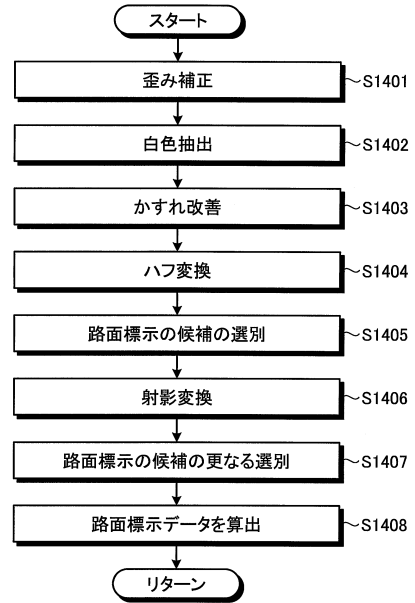 スタート
歪み補正 ～S1401
白色抽出 ～S1402
かすれ改善 ～S1403
ハフ変換 ～S1404
路面標示の候補の選別 ～S1405
射影変換 ～S1406
路面標示の候補の更なる選別 ～S1407
路面標示データを算出 ～S1408
リターン